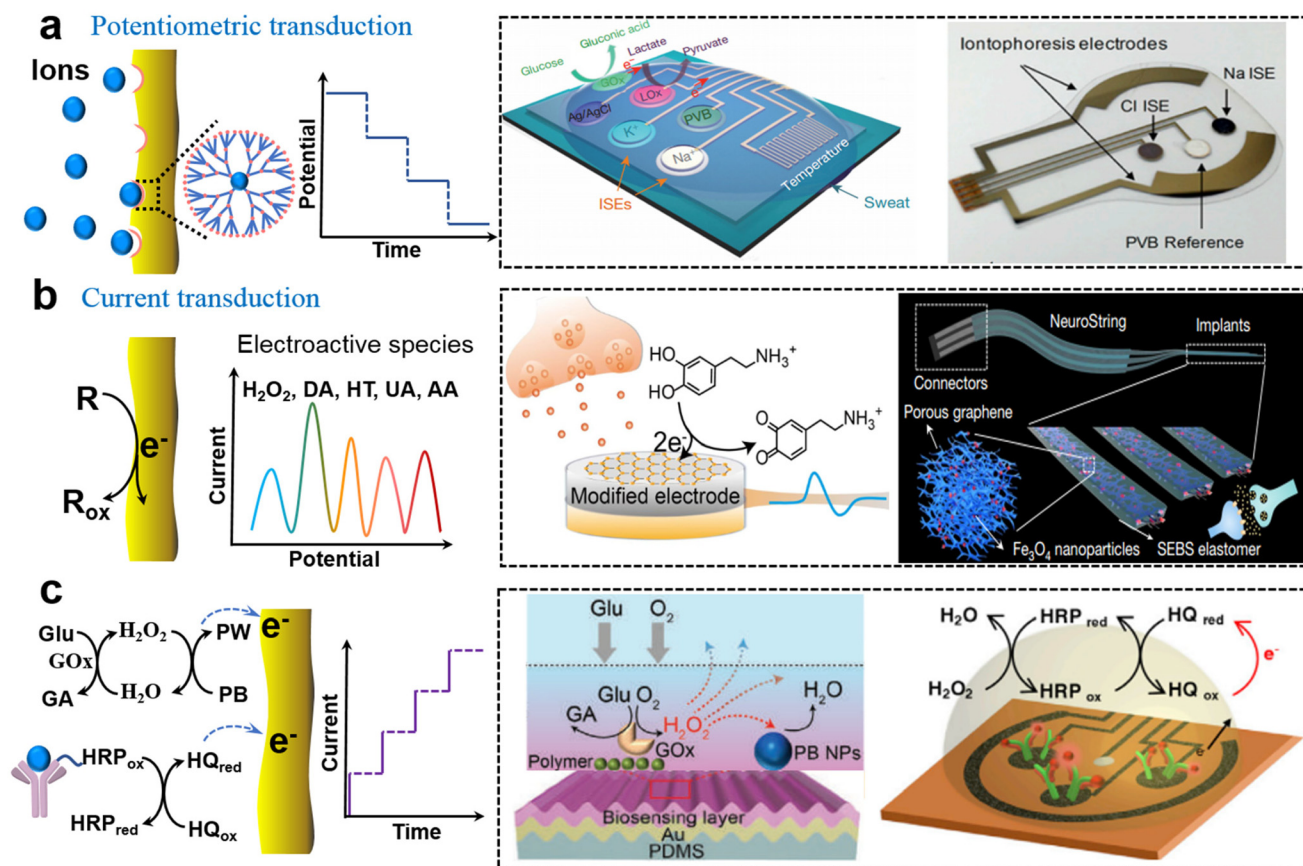 a
Potentiometric transduction
Ions
Potential
Time
Glucose
Gluconic acid
GOx
e⁻
Lactate
Pyruvate
LOx
e⁻
Ag/AgCl
PVB
K⁺
Na⁺
ISEs
Temperature
Sweat
Iontophoresis electrodes
Na ISE
Cl ISE
PVB Reference
b
Current transduction
R
e⁻
Rox
Electroactive species
H₂O₂, DA, HT, UA, AA
Current
Potential
HO
HO
NH₃⁺
2e⁻
O
O
NH₃⁺
Modified electrode
NeuroString
Implants
Connectors
Porous graphene
Fe₃O₄ nanoparticles
SEBS elastomer
c
Glu
H₂O₂
PW
e⁻
GOx
GA
H₂O
PB
HRPox
HQred
e⁻
HRPred
HQox
Current
Time
Glu
O₂
Glu
O₂
H₂O
GA
H₂O₂
GOx
PB NPs
Polymer
Biosensing layer
Au
PDMS
H₂O
HRPred
HQred
e⁻
H₂O₂
HRPox
HQox
e⁻